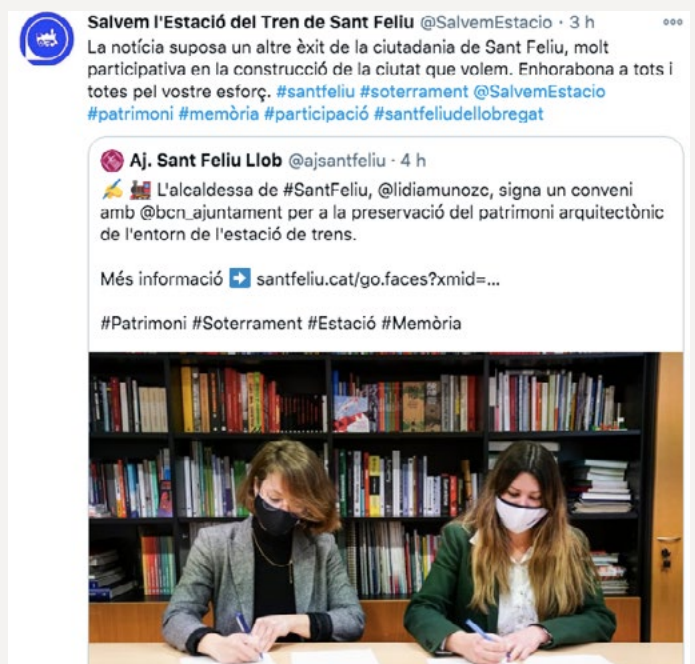 Salvem l'Estació del Tren de Sant Feliu @SalvemEstacio · 3 h
La notícia suposa un altre èxit de la ciutadania de Sant Feliu, molt
participativa en la construcció de la ciutat que volem. Enhorabona a tots i
totes pel vostre esforç. #santfeliu #soterrament @SalvemEstacio
#patrimoni #memòria #participació #santfeliudellobregat
Aj. Sant Feliu Llob @ajsantfeliu · 4 h
✍️ 🚂 L'alcaldessa de #SantFeliu, @lidiamunozc, signa un conveni
amb @bcn_ajuntament per a la preservació del patrimoni arquitectònic
de l'entorn de l'estació de trens.
Més informació ➡️ santfeliu.cat/go.faces?xmid=...
#Patrimoni #Soterrament #Estació #Memòria